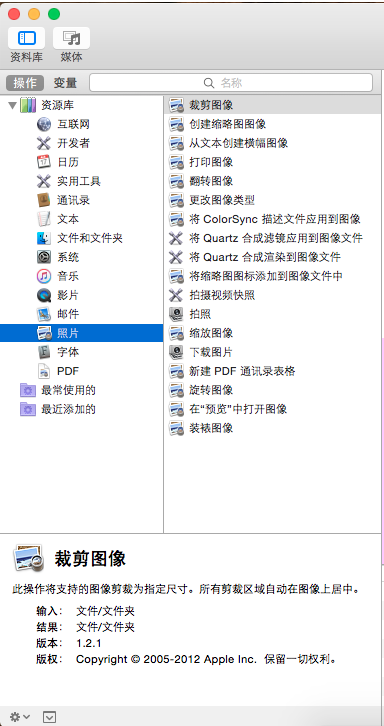 资料库 媒体
操作 变量 名称
资源库
互联网
开发者
日历
实用工具
通讯录
文本
文件和文件夹
系统
音乐
影片
邮件
照片
字体
PDF
最常使用的
最近添加的
裁剪图像
创建缩略图图像
从文本创建横幅图像
打印图像
翻转图像
更改图像类型
将 ColorSync 描述文件应用到图像
将 Quartz 合成滤镜应用到图像文件
将 Quartz 合成渲染到图像文件
将缩略图图标添加到图像文件中
拍摄视频快照
拍照
缩放图像
下载图片
新建 PDF 通讯录表格
旋转图像
在“预览”中打开图像
装裱图像
裁剪图像
此操作将支持的图像剪裁为指定尺寸。所有剪裁区域自动在图像上居中。
输入: 文件/文件夹
结果: 文件/文件夹
版本: 1.2.1
版权: Copyright © 2005-2012 Apple Inc. 保留一切权利。